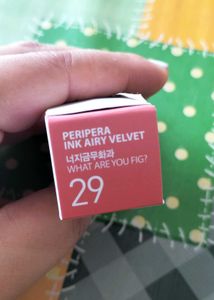 PERIPERA
INK AIRY VELVET
너지금무화과
WHAT ARE YOU FIG?
29